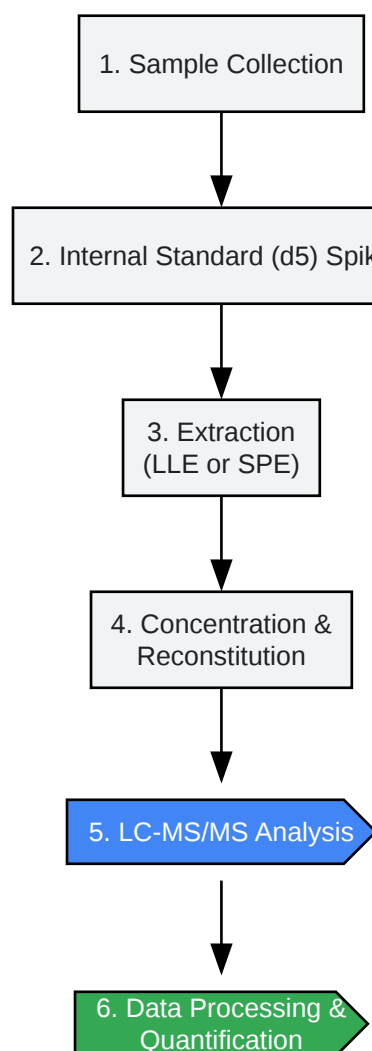 1. Sample Collection
2. Internal Standard (d5) Spik
3. Extraction
(LLE or SPE)
4. Concentration &
Reconstitution
5. LC-MS/MS Analysis
6. Data Processing &
Quantification